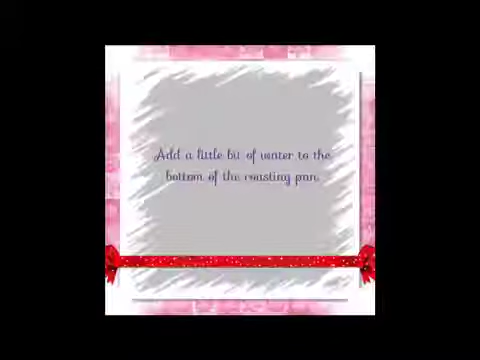 Add a little bit of water to the
bottom of the roasting pan.